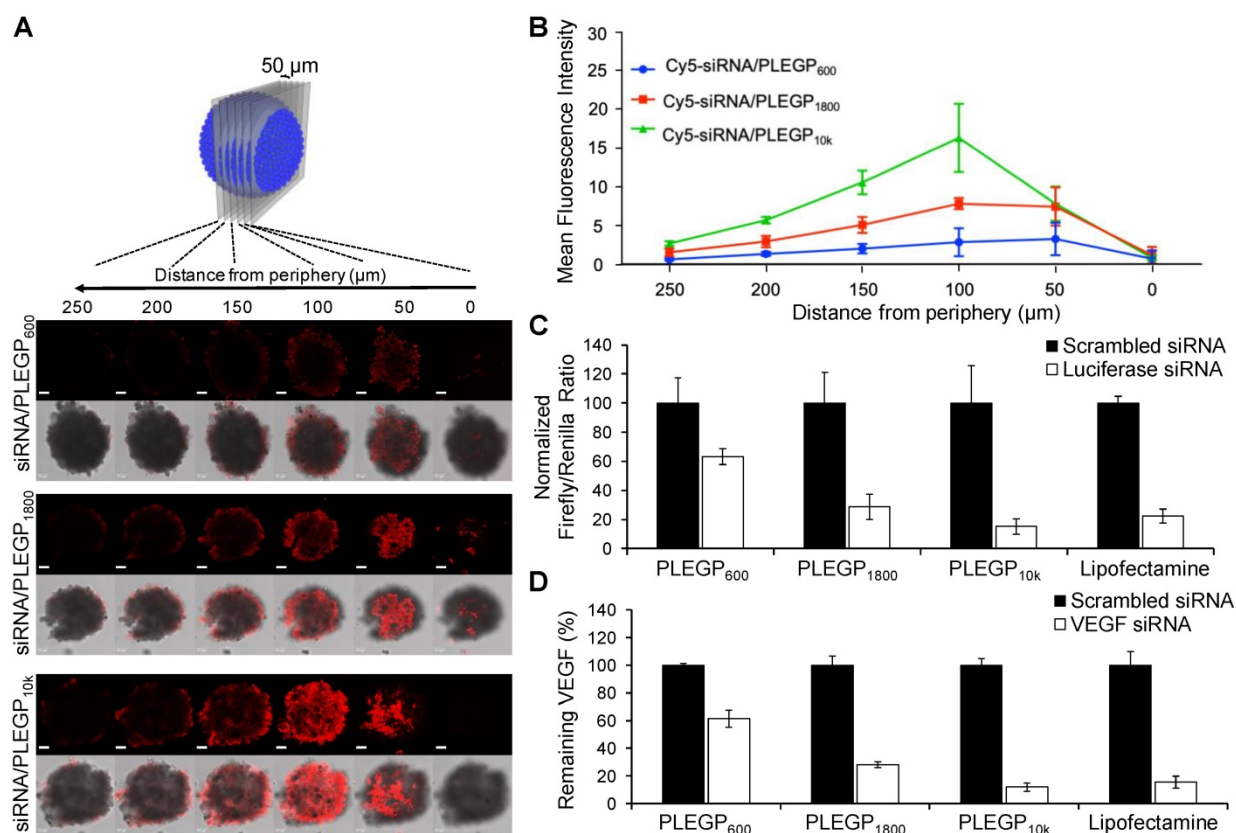 A
50 µm
Distance from periphery (µm)
250 200 150 100 50 0
siRNA/PLEGP600
siRNA/PLEGP1800
siRNA/PLEGP10k
B
Mean Fluorescence Intensity
30
25
20
15
10
5
0
Cy5-siRNA/PLEGP600
Cy5-siRNA/PLEGP1800
Cy5-siRNA/PLEGP10k
250 200 150 100 50 0
Distance from periphery (µm)
C
Normalized
Firefly/Renilla Ratio
140
120
100
80
60
40
20
0
Scrambled siRNA
Luciferase siRNA
PLEGP600 PLEGP1800 PLEGP10k Lipofectamine
D
Remaining VEGF (%)
140
120
100
80
60
40
20
0
Scrambled siRNA
VEGF siRNA
PLEGP600 PLEGP1800 PLEGP10k Lipofectamine